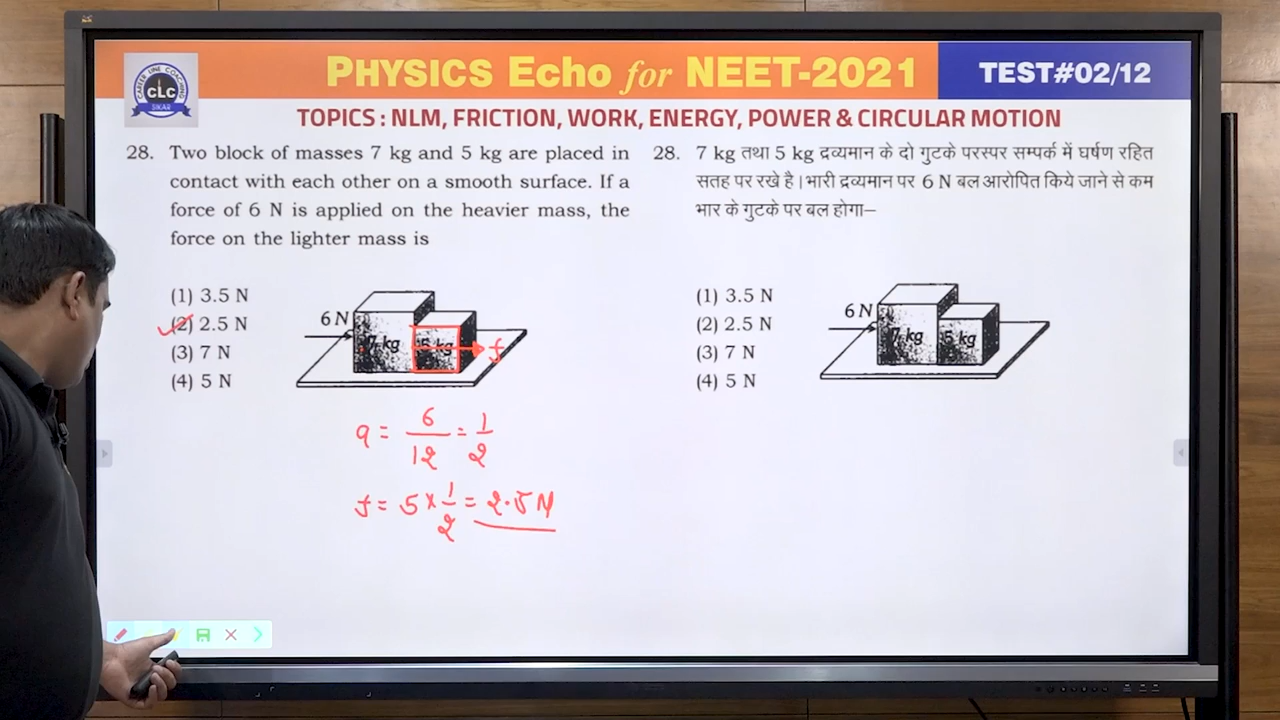 PHYSICS Echo for NEET-2021
TEST#02/12
CAREER LINE COACHING
CLC
SIKAR
TOPICS : NLM, FRICTION, WORK, ENERGY, POWER & CIRCULAR MOTION
28. Two block of masses 7 kg and 5 kg are placed in
contact with each other on a smooth surface. If a
force of 6 N is applied on the heavier mass, the
force on the lighter mass is
(1) 3.5 N
(2) 2.5 N
(3) 7 N
(4) 5 N
6 N
7 kg
5 kg
f
a = 6/12 = 1/2
f = 5 × 1/2 = 2.5 N
28. 7 kg तथा 5 kg द्रव्यमान के दो गुटके परस्पर सम्पर्क में घर्षण रहित
सतह पर रखे है। भारी द्रव्यमान पर 6 N बल आरोपित किये जाने से कम
भार के गुटके पर बल होगा–
(1) 3.5 N
(2) 2.5 N
(3) 7 N
(4) 5 N
6 N
7 kg
5 kg